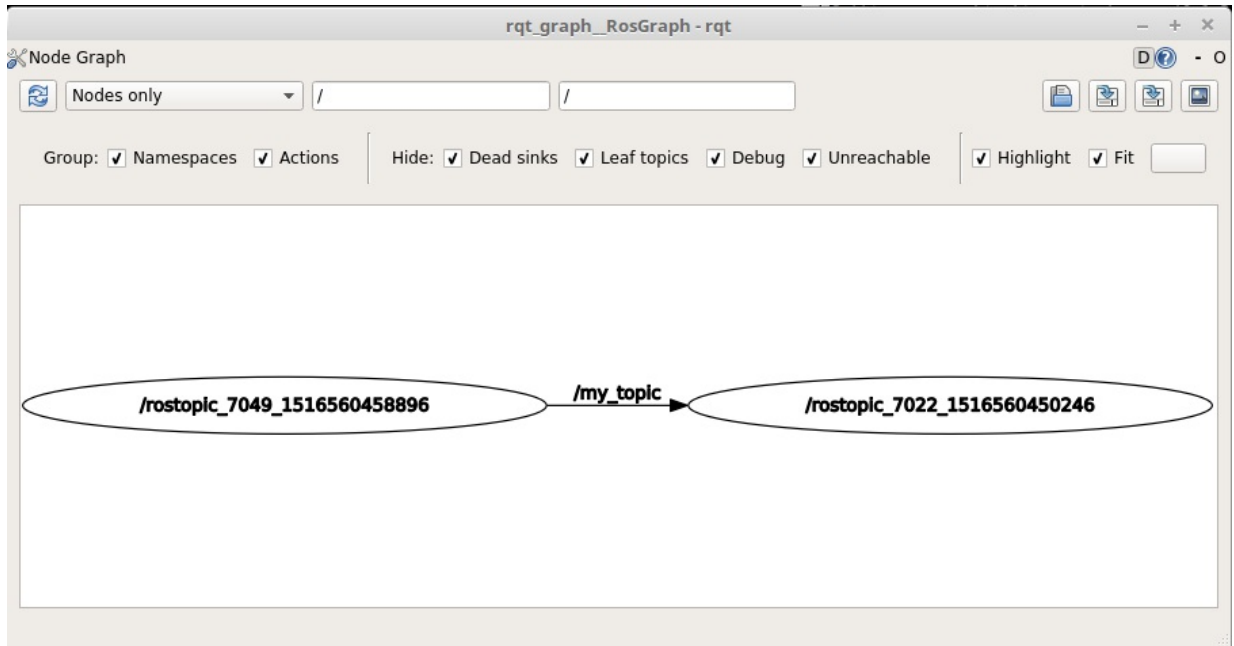 rqt_graph__RosGraph - rqt
Node Graph D ? - O
Nodes only / /
Group: Namespaces Actions Hide: Dead sinks Leaf topics Debug Unreachable Highlight Fit
/my_topic
/rostopic_7049_1516560458896 /rostopic_7022_1516560450246